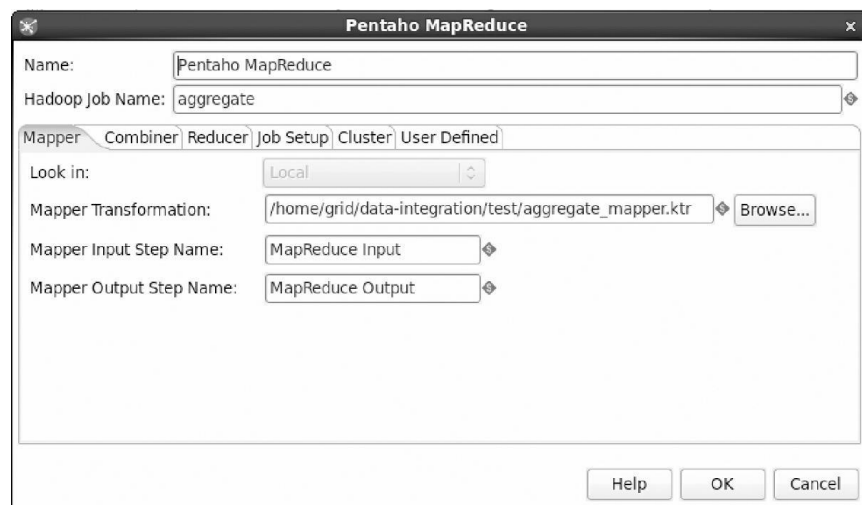 Pentaho MapReduce
Name: Pentaho MapReduce
Hadoop Job Name: aggregate
Mapper Combiner Reducer Job Setup Cluster User Defined
Look in: Local
Mapper Transformation: /home/grid/data-integration/test/aggregate_mapper.ktr Browse...
Mapper Input Step Name: MapReduce Input
Mapper Output Step Name: MapReduce Output
Help OK Cancel